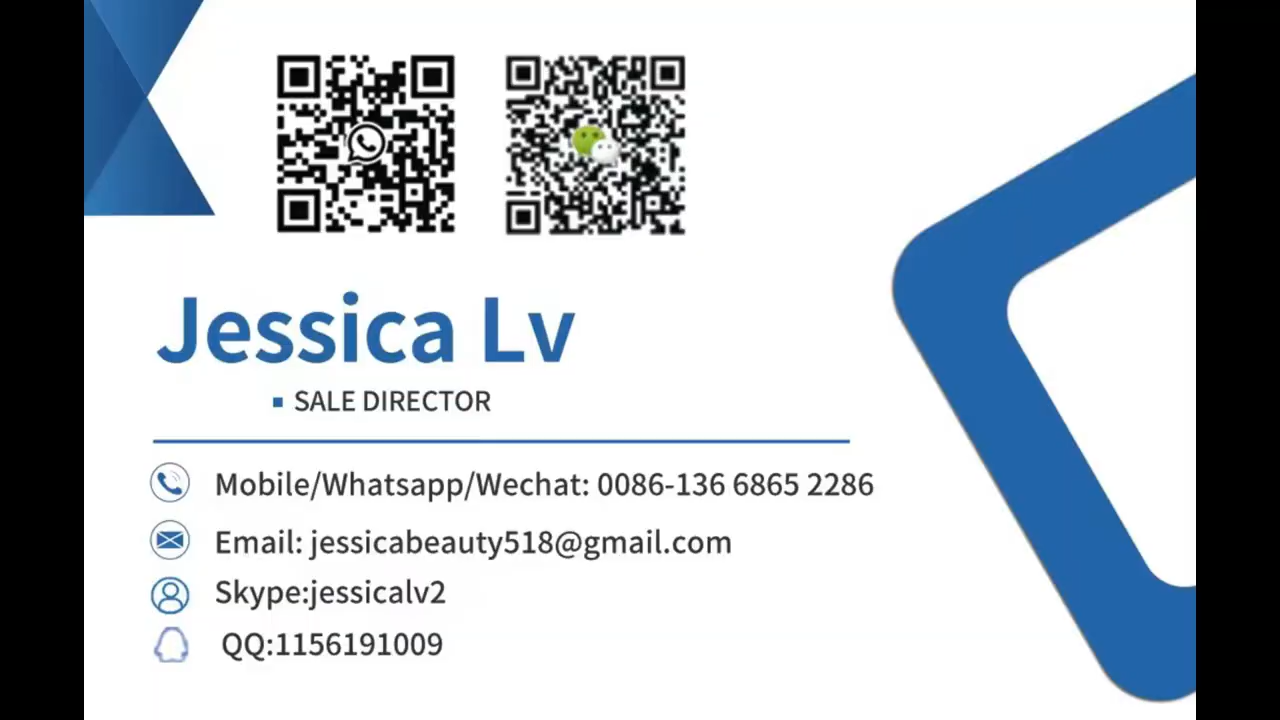 Jessica Lv
SALE DIRECTOR
Mobile/Whatsapp/Wechat: 0086-136 6865 2286
Email: jessicabeauty518@gmail.com
Skype:jessicalv2
QQ:1156191009